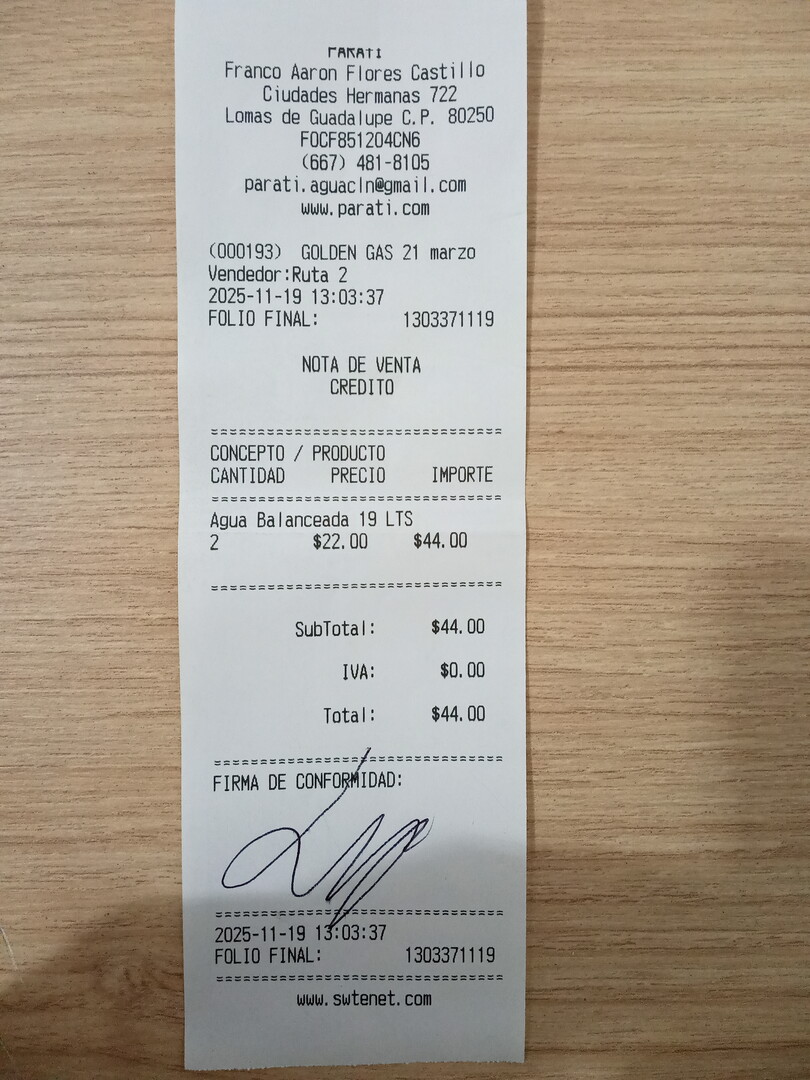 PARATI
Franco Aaron Flores Castillo
Ciudades Hermanas 722
Lomas de Guadalupe C.P. 80250
FOCF851204CN6
(667) 481-8105
parati.aguacln@gmail.com
www.parati.com
(000193) GOLDEN GAS 21 marzo
Vendedor:Ruta 2
2025-11-19 13:03:37
FOLIO FINAL: 1303371119
NOTA DE VENTA
CREDITO
CONCEPTO / PRODUCTO
CANTIDAD PRECIO IMPORTE
Agua Balanceada 19 LTS
2 $22.00 $44.00
SubTotal: $44.00
IVA: $0.00
Total: $44.00
FIRMA DE CONFORMIDAD:
2025-11-19 13:03:37
FOLIO FINAL: 1303371119
www.swtenet.com